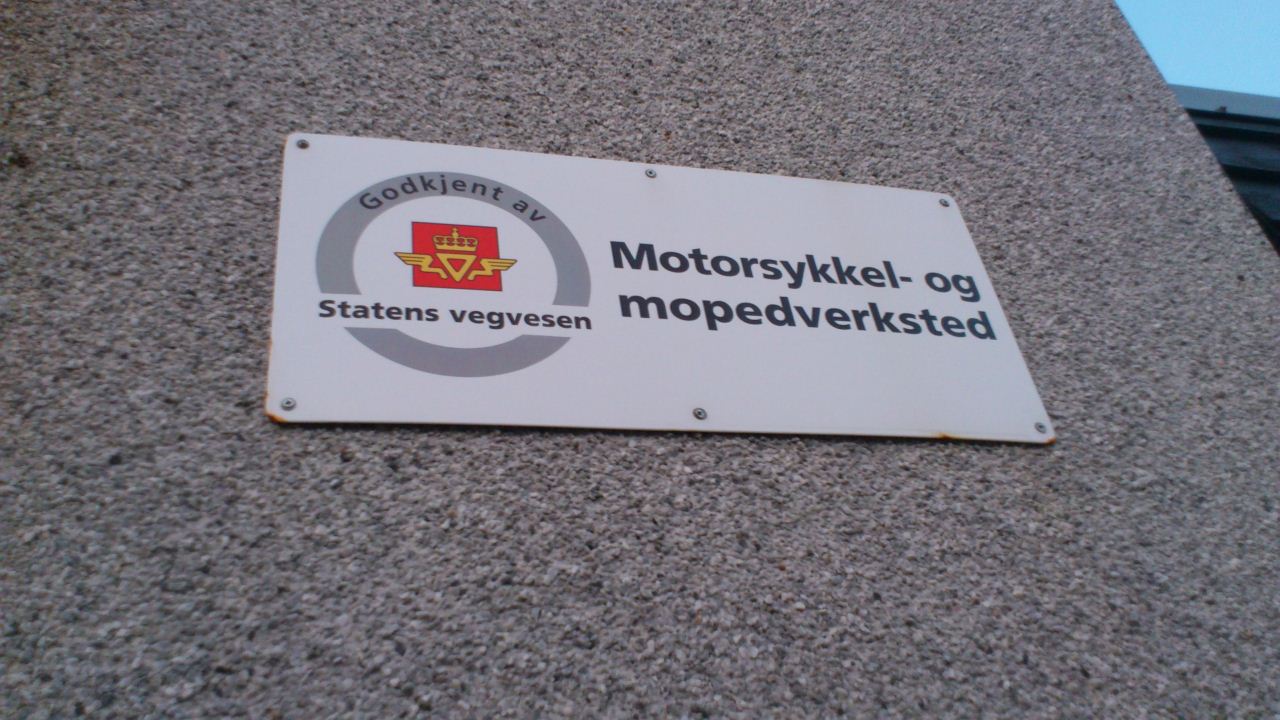 Godkjent av
Statens vegvesen
Motorsykkel- og
mopedverksted